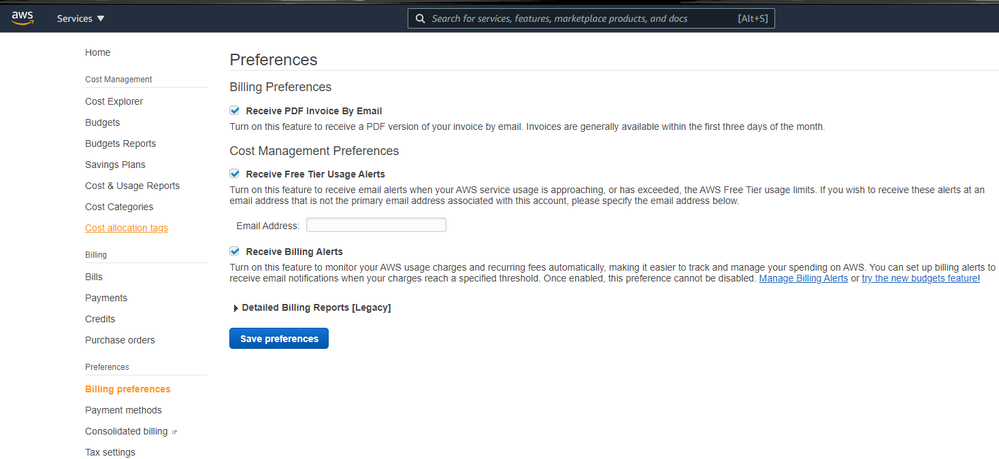 aws
Services
Search for services, features, marketplace products, and docs
[Alt+S]
Home
Cost Management
Cost Explorer
Budgets
Budgets Reports
Savings Plans
Cost & Usage Reports
Cost Categories
Cost allocation tags
Billing
Bills
Payments
Credits
Purchase orders
Preferences
Billing preferences
Payment methods
Consolidated billing
Tax settings
Preferences
Billing Preferences
Receive PDF Invoice By Email
Turn on this feature to receive a PDF version of your invoice by email. Invoices are generally available within the first three days of the month.
Cost Management Preferences
Receive Free Tier Usage Alerts
Turn on this feature to receive email alerts when your AWS service usage is approaching, or has exceeded, the AWS Free Tier usage limits. If you wish to receive these alerts at an
email address that is not the primary email address associated with this account, please specify the email address below.
Email Address:
Receive Billing Alerts
Turn on this feature to monitor your AWS usage charges and recurring fees automatically, making it easier to track and manage your spending on AWS. You can set up billing alerts to
receive email notifications when your charges reach a specified threshold. Once enabled, this preference cannot be disabled. Manage Billing Alerts or try the new budgets feature!
Detailed Billing Reports [Legacy]
Save preferences